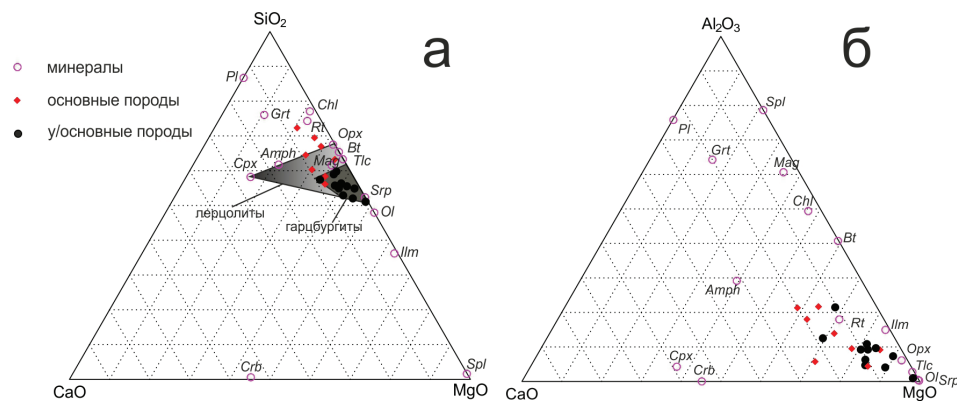 SiO2
а
минералы
основные породы
у/основные породы
Pl
Grt
Chl
Rt
Opx
Bt
Tlc
Mag
Amph
Cpx
Srp
Ol
лерцолиты
гарцбургиты
Ilm
Crb
Spl
CaO
MgO
Al2O3
б
Spl
Pl
Grt
Mag
Chl
Bt
Amph
Rt
Ilm
Opx
Cpx
Crb
Tlc
Ol Srp
CaO
MgO